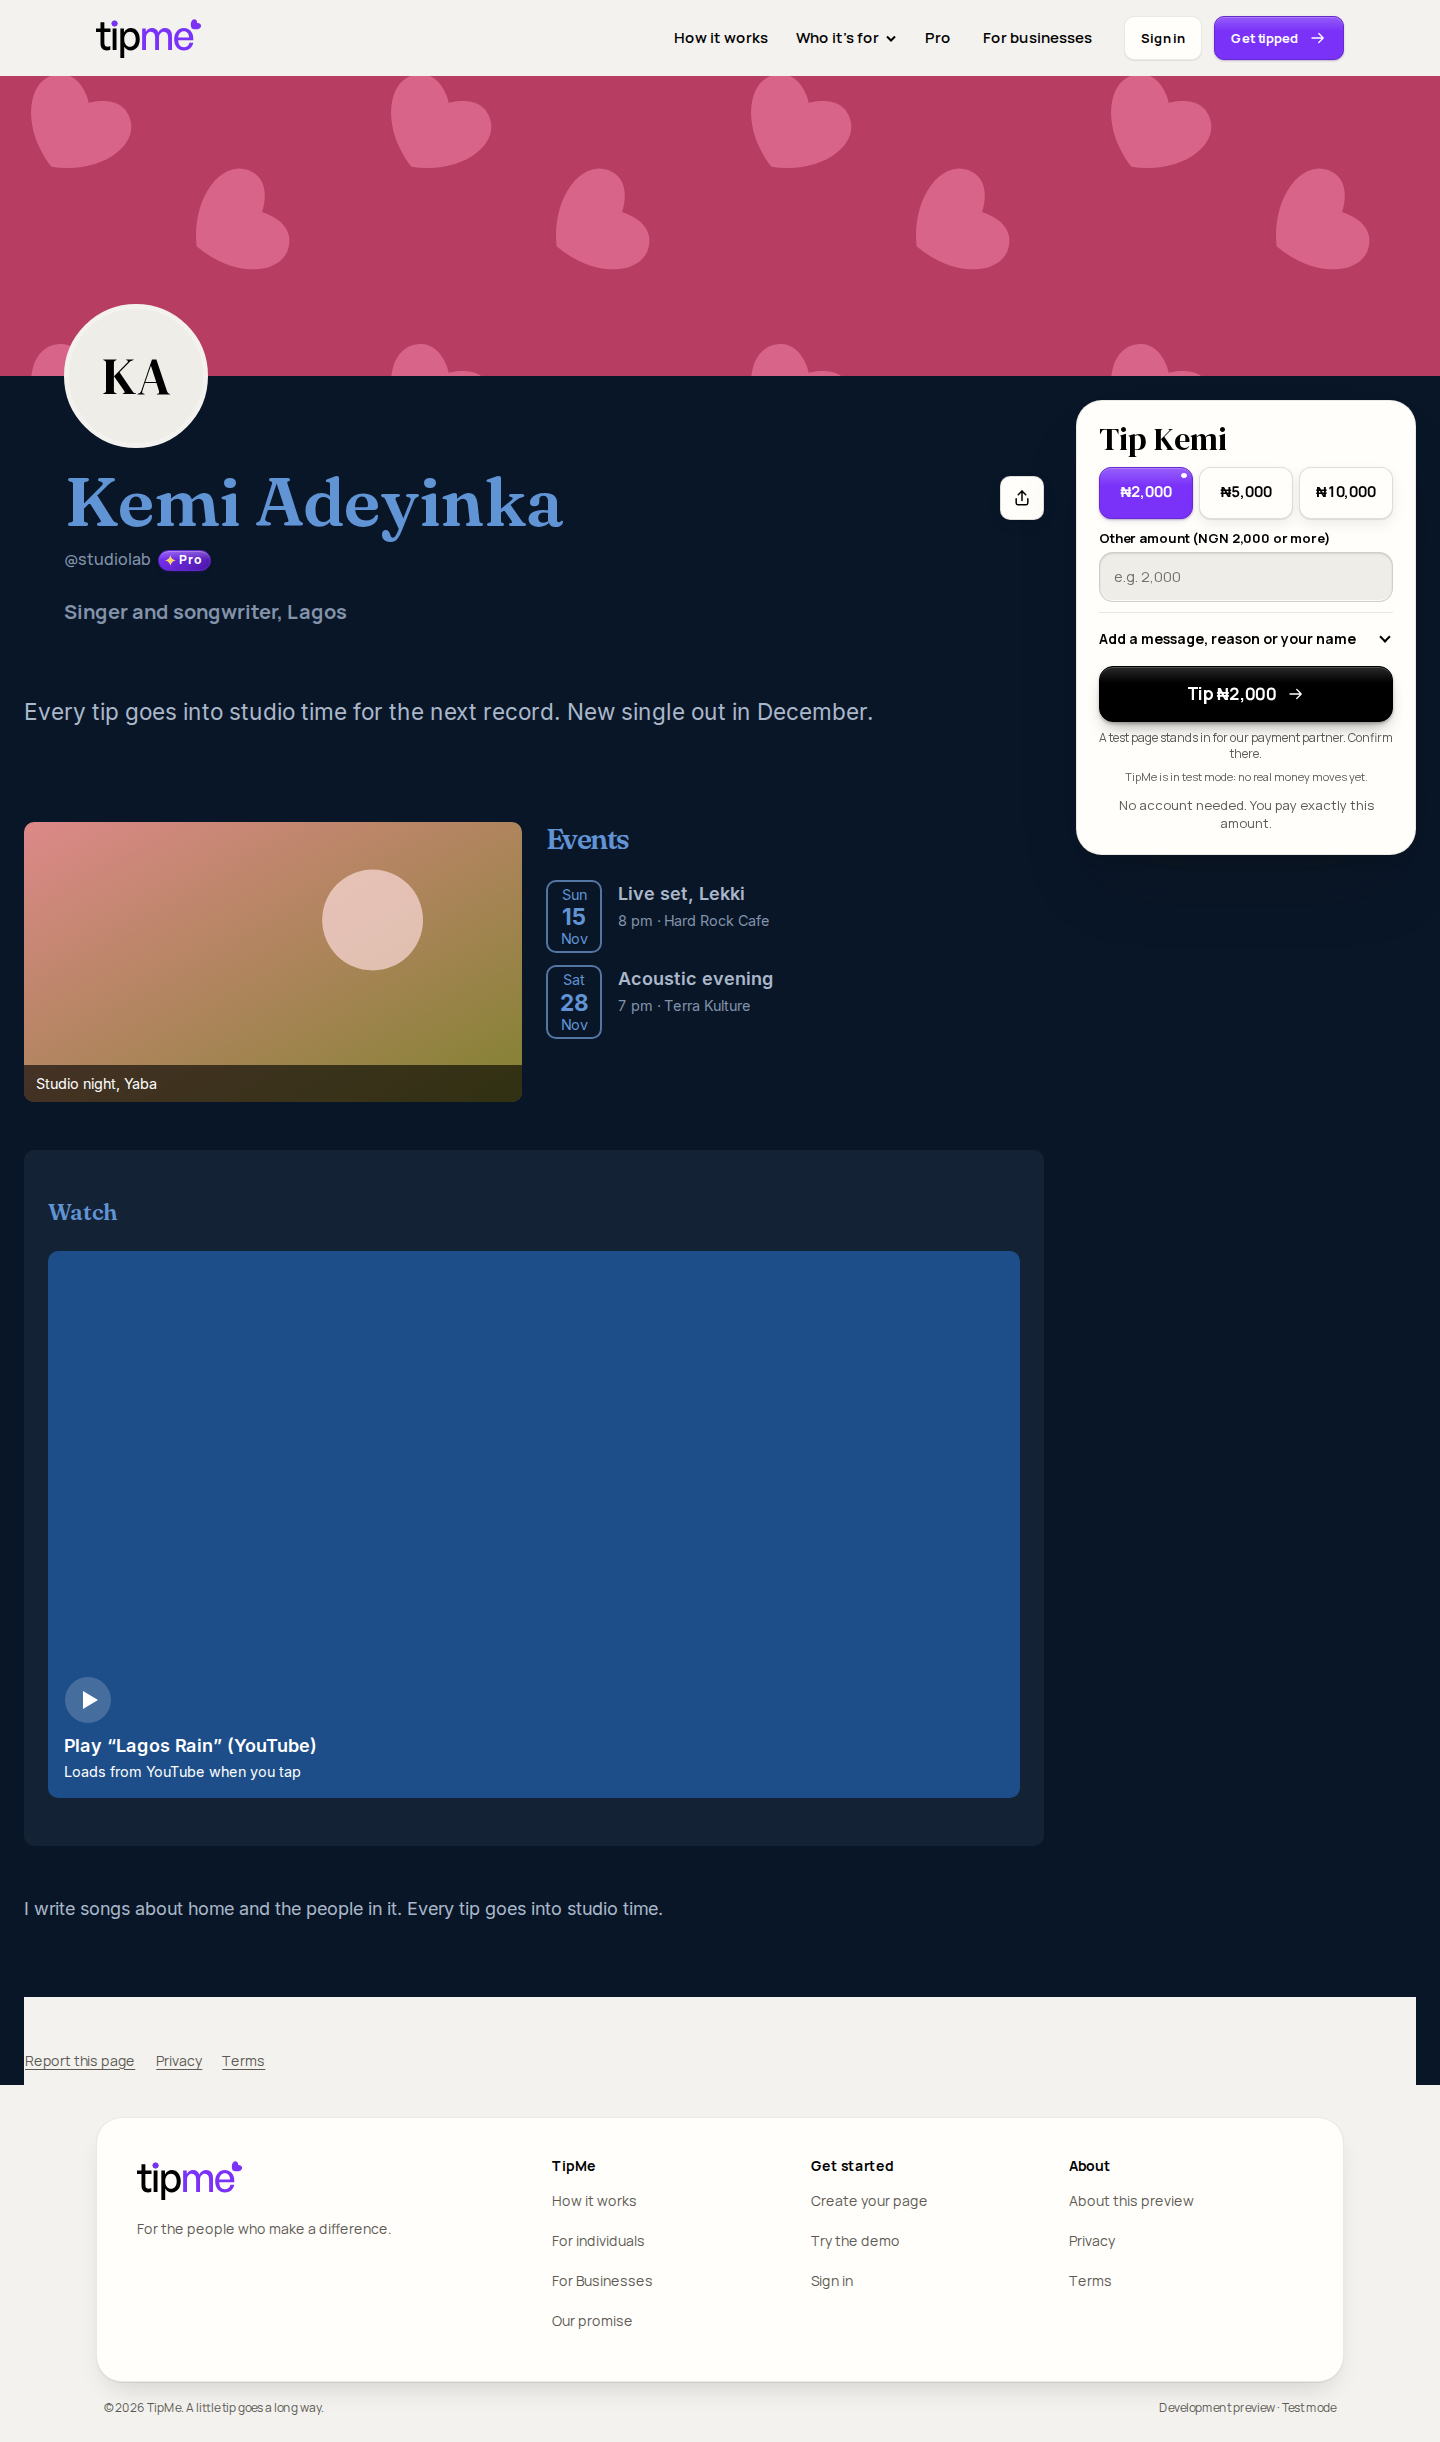 tipme
How it works
Who it's for
Pro
For businesses
Sign in
Get tipped
KA
Kemi Adeyinka
@studiolab
Pro
Singer and songwriter, Lagos
Every tip goes into studio time for the next record. New single out in December.
Tip Kemi
₦2,000
₦5,000
₦10,000
Other amount (NGN 2,000 or more)
e.g. 2,000
Add a message, reason or your name
Tip ₦2,000
A test page stands in for our payment partner. Confirm
there.
TipMe is in test mode: no real money moves yet.
No account needed. You pay exactly this
amount.
Studio night, Yaba
Events
Sun
15
Nov
Live set, Lekki
8 pm · Hard Rock Cafe
Sat
28
Nov
Acoustic evening
7 pm · Terra Kulture
Watch
Play “Lagos Rain” (YouTube)
Loads from YouTube when you tap
I write songs about home and the people in it. Every tip goes into studio time.
Report this page
Privacy
Terms
tipme
For the people who make a difference.
TipMe
How it works
For individuals
For Businesses
Our promise
Get started
Create your page
Try the demo
Sign in
About
About this preview
Privacy
Terms
© 2026 TipMe. A little tip goes a long way.
Development preview · Test mode